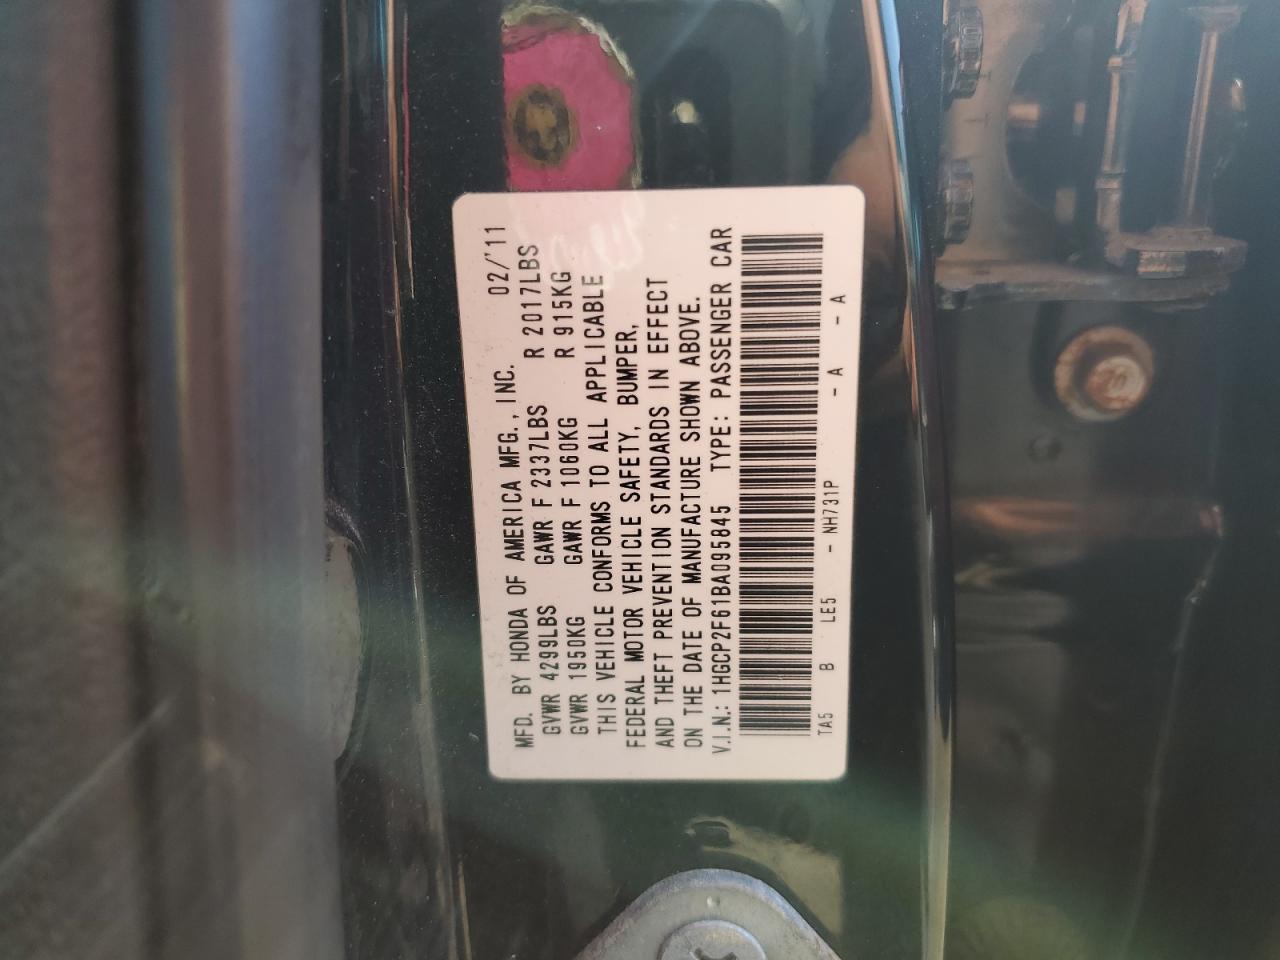 MFD. BY HONDA OF AMERICA MFG., INC. 02/'11
GVWR 4299LBS GAWR F 2337LBS R 2017LBS
GVWR 1950KG GAWR F 1060KG R 915KG
THIS VEHICLE CONFORMS TO ALL APPLICABLE
FEDERAL MOTOR VEHICLE SAFETY, BUMPER,
AND THEFT PREVENTION STANDARDS IN EFFECT
ON THE DATE OF MANUFACTURE SHOWN ABOVE.
V.I.N.: 1HGCP2F61BA095845 TYPE: PASSENGER CAR
TA5 B LE5 - NH731P - A - A